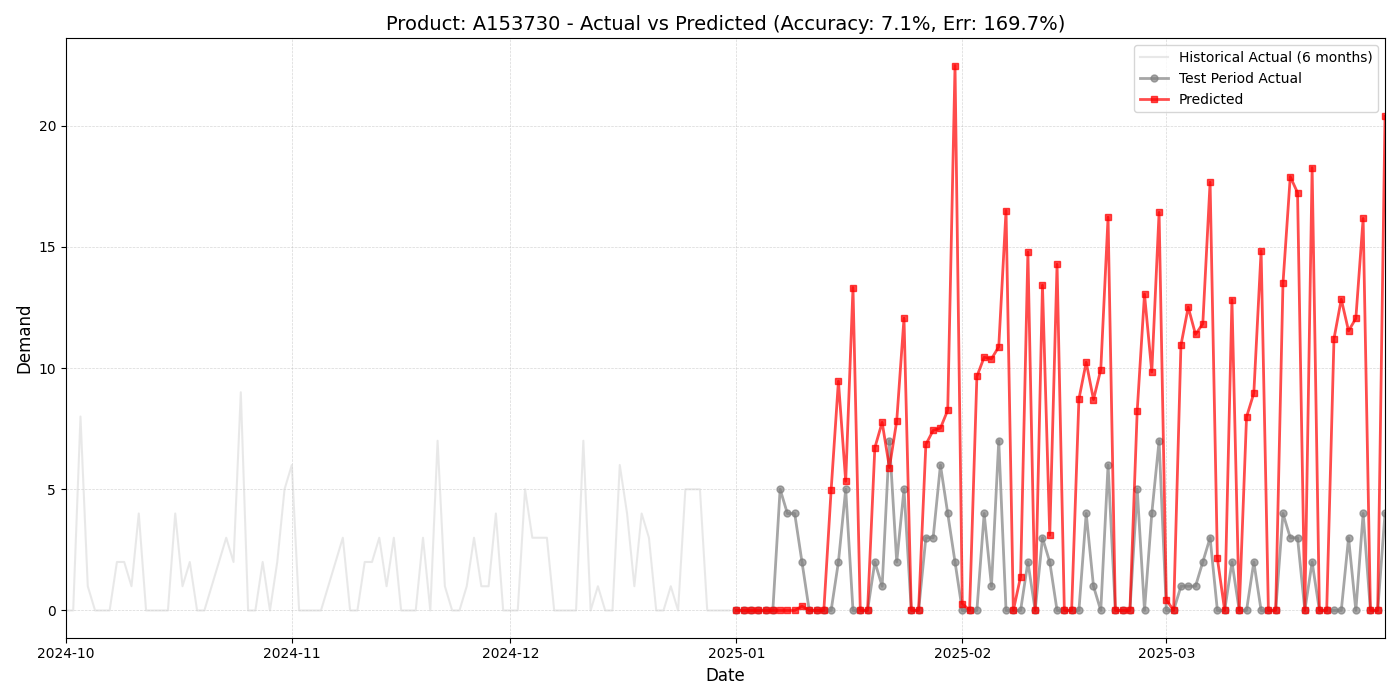 Product: A153730 - Actual vs Predicted (Accuracy: 7.1%, Err: 169.7%)
Historical Actual (6 months)
Test Period Actual
Predicted
Demand
20
15
10
5
0
2024-10
2024-11
2024-12
2025-01
2025-02
2025-03
Date